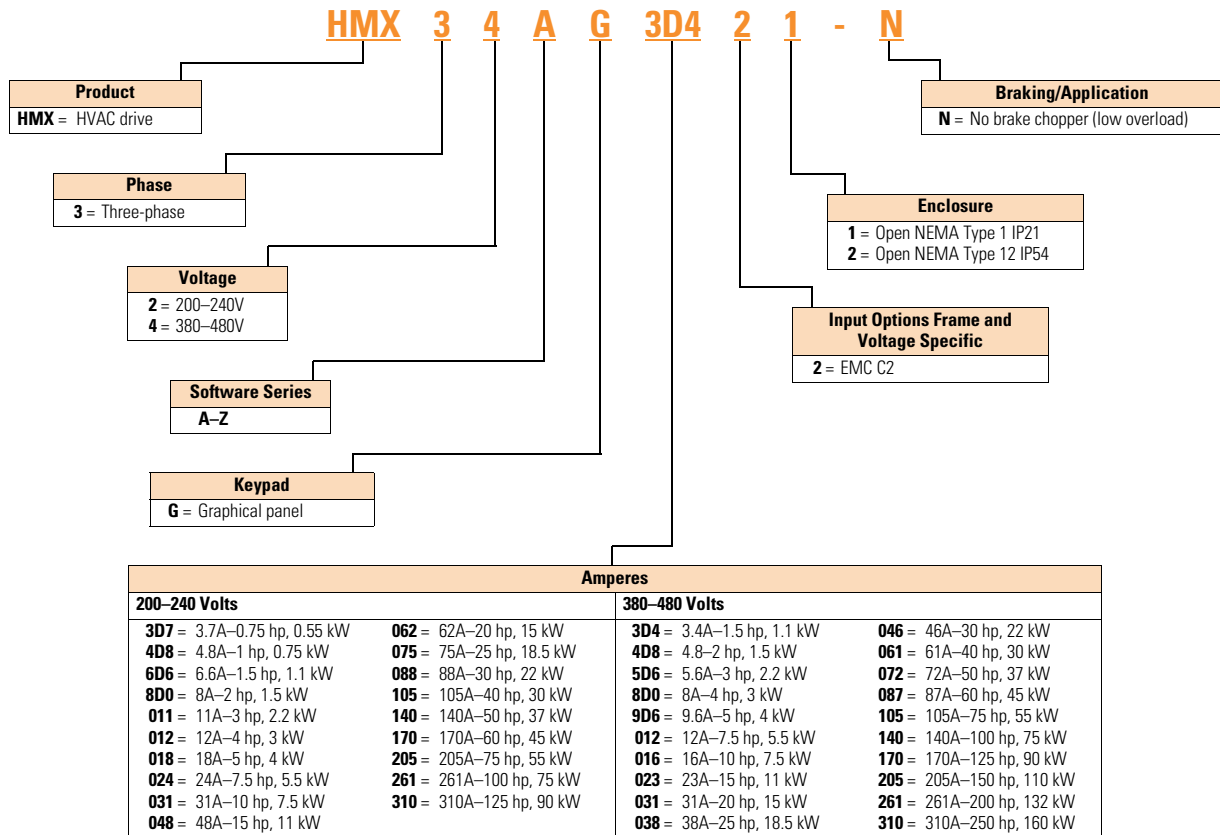 HMX 3 4 A G 3D4 2 1 - N
Product
HMX = HVAC drive
Braking/Application
N = No brake chopper (low overload)
Phase
3 = Three-phase
Enclosure
1 = Open NEMA Type 1 IP21
2 = Open NEMA Type 12 IP54
Voltage
2 = 200–240V
4 = 380–480V
Input Options Frame and
Voltage Specific
2 = EMC C2
Software Series
A–Z
Keypad
G = Graphical panel
Amperes
200–240 Volts
3D7 = 3.7A–0.75 hp, 0.55 kW
4D8 = 4.8A–1 hp, 0.75 kW
6D6 = 6.6A–1.5 hp, 1.1 kW
8D0 = 8A–2 hp, 1.5 kW
011 = 11A–3 hp, 2.2 kW
012 = 12A–4 hp, 3 kW
018 = 18A–5 hp, 4 kW
024 = 24A–7.5 hp, 5.5 kW
031 = 31A–10 hp, 7.5 kW
048 = 48A–15 hp, 11 kW
062 = 62A–20 hp, 15 kW
075 = 75A–25 hp, 18.5 kW
088 = 88A–30 hp, 22 kW
105 = 105A–40 hp, 30 kW
140 = 140A–50 hp, 37 kW
170 = 170A–60 hp, 45 kW
205 = 205A–75 hp, 55 kW
261 = 261A–100 hp, 75 kW
310 = 310A–125 hp, 90 kW
380–480 Volts
3D4 = 3.4A–1.5 hp, 1.1 kW
4D8 = 4.8–2 hp, 1.5 kW
5D6 = 5.6A–3 hp, 2.2 kW
8D0 = 8A–4 hp, 3 kW
9D6 = 9.6A–5 hp, 4 kW
012 = 12A–7.5 hp, 5.5 kW
016 = 16A–10 hp, 7.5 kW
023 = 23A–15 hp, 11 kW
031 = 31A–20 hp, 15 kW
038 = 38A–25 hp, 18.5 kW
046 = 46A–30 hp, 22 kW
061 = 61A–40 hp, 30 kW
072 = 72A–50 hp, 37 kW
087 = 87A–60 hp, 45 kW
105 = 105A–75 hp, 55 kW
140 = 140A–100 hp, 75 kW
170 = 170A–125 hp, 90 kW
205 = 205A–150 hp, 110 kW
261 = 261A–200 hp, 132 kW
310 = 310A–250 hp, 160 kW